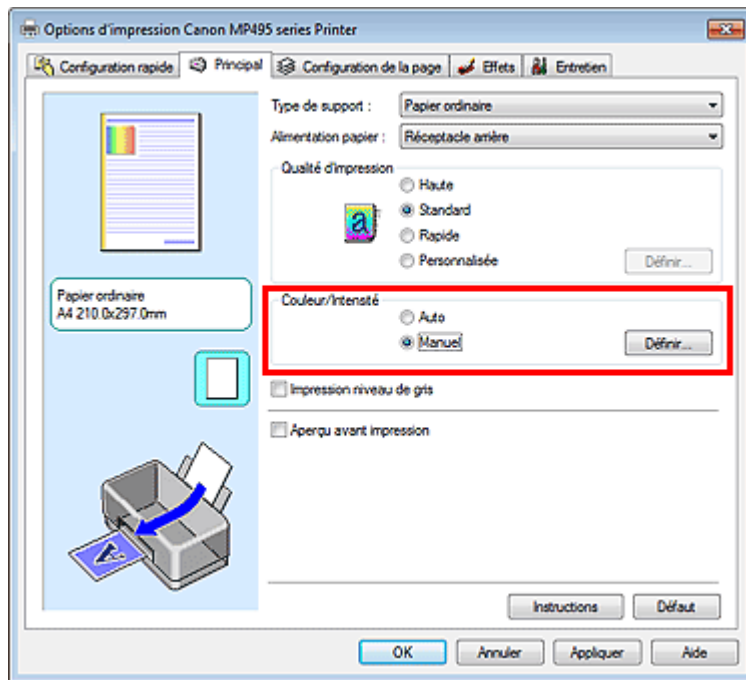 Options d'impression Canon MP495 series Printer
Configuration rapide Principal Configuration de la page Effets Entretien
Type de support : Papier ordinaire
Alimentation papier : Réceptacle arrière
Qualité d'impression
Haute
a Standard
Rapide
Personnalisée Définir...
Papier ordinaire
A4 210.0x297.0mm
Couleur/Intensité
Auto
Manuel Définir...
Impression niveau de gris
Aperçu avant impression
A
Instructions Défaut
OK Annuler Appliquer Aide